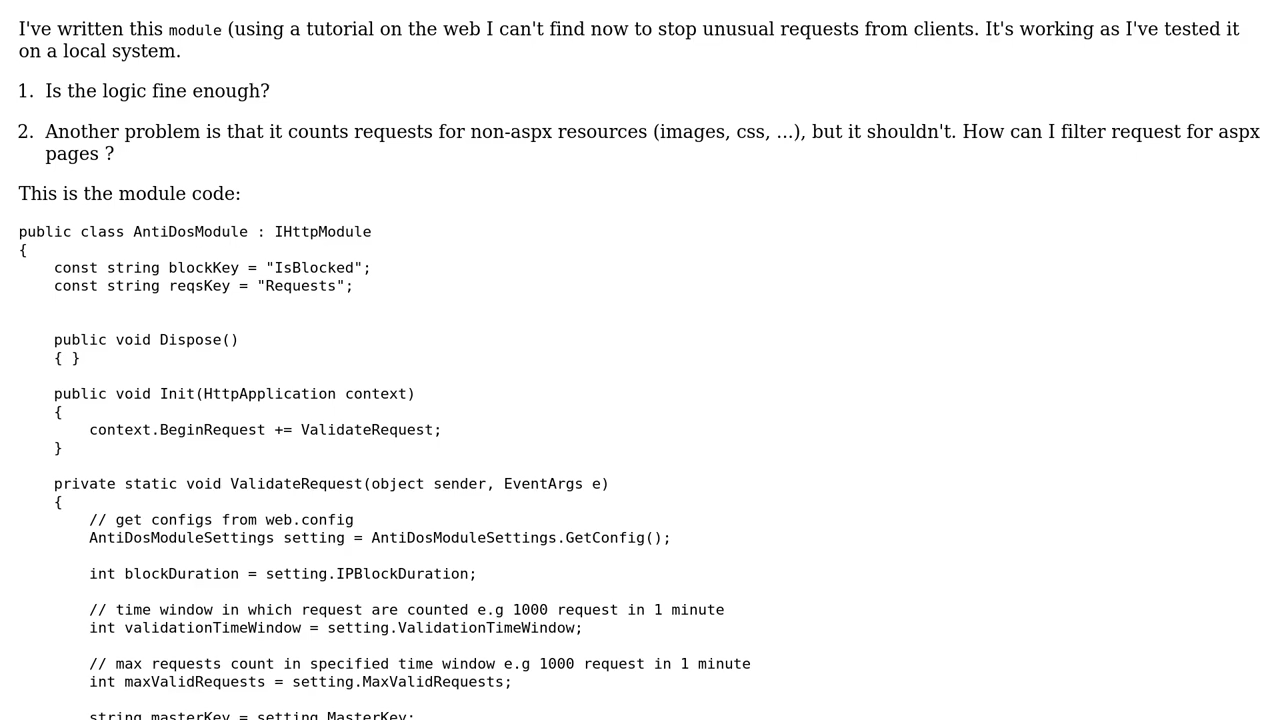 I've written this module (using a tutorial on the web I can't find now to stop unusual requests from clients. It's working as I've tested it
on a local system.
1. Is the logic fine enough?
2. Another problem is that it counts requests for non-aspx resources (images, css, ...), but it shouldn't. How can I filter request for aspx
pages ?
This is the module code:
public class AntiDosModule : IHttpModule
{
    const string blockKey = "IsBlocked";
    const string reqsKey = "Requests";
    public void Dispose()
    { }
    public void Init(HttpApplication context)
    {
        context.BeginRequest += ValidateRequest;
    }
    private static void ValidateRequest(object sender, EventArgs e)
    {
        // get configs from web.config
        AntiDosModuleSettings setting = AntiDosModuleSettings.GetConfig();
        int blockDuration = setting.IPBlockDuration;
        // time window in which request are counted e.g 1000 request in 1 minute
        int validationTimeWindow = setting.ValidationTimeWindow;
        // max requests count in specified time window e.g 1000 request in 1 minute
        int maxValidRequests = setting.MaxValidRequests;
        string masterKey = setting.MasterKey;